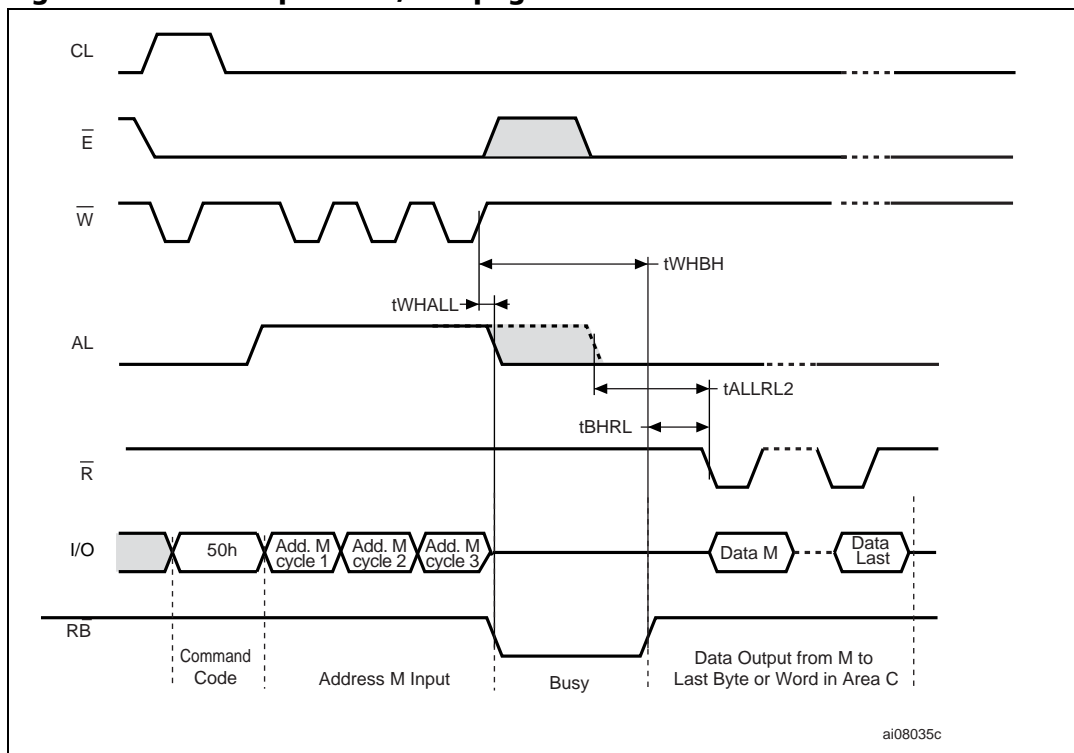 CL
E
W
tWHBH
tWHALL
AL
tALLRL2
tBHRL
R
I/O
50h
Add. M
cycle 1
Add. M
cycle 2
Add. M
cycle 3
Data M
Data
Last
RB
Command
Code
Address M Input
Busy
Data Output from M to
Last Byte or Word in Area C
ai08035c